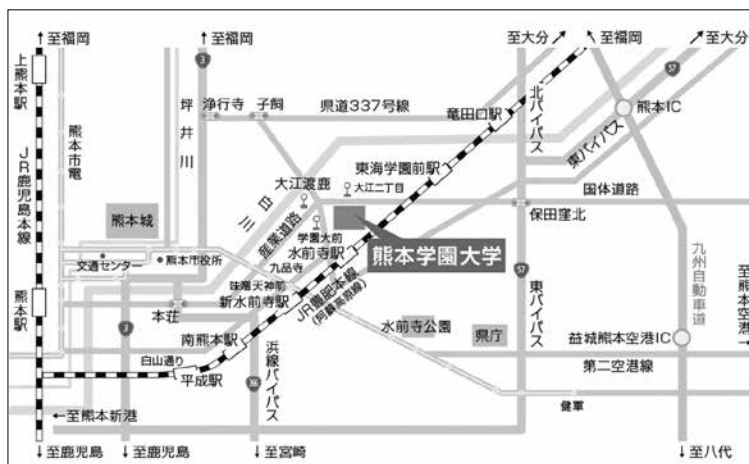 ↑至福岡
↑至福岡
至大分↗
↖至福岡
↗至大分
上熊本駅
JR鹿児島本線
熊本市電
坪井川
3
浄行寺
子飼
県道337号線
竜田口駅
北バイパス
57
熊本IC
東バイパス
東海学園前駅
大江渡鹿
大江二丁目
国体道路
保田窪北
白川
産業道路
学園大前
熊本学園大学
熊本城
交通センター
熊本市役所
水前寺駅
九品寺
味噌天神前
新水前寺駅
JR豊肥本線
(阿蘇高原線)
57
九州自動車道
至熊本空港→
熊本駅
本荘
3
南熊本駅
白山通り
平成駅
浜線バイパス
266
水前寺公園
県庁
東バイパス
益城熊本空港IC
第二空港線
健軍
←至熊本新港
↓至鹿児島
↓至鹿児島
↓至宮崎
↓至八代